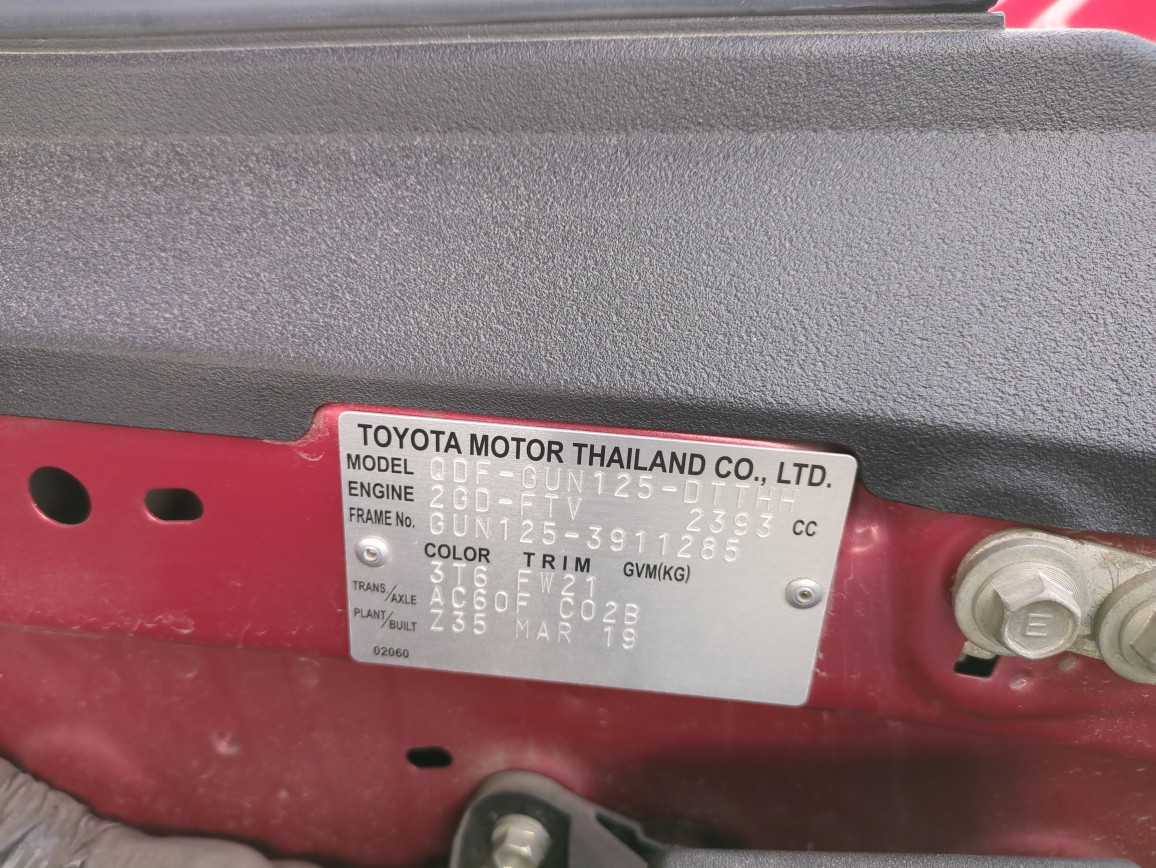 TOYOTA MOTOR THAILAND CO., LTD.
MODEL QDF-GUN125-DTTHH
ENGINE 2GD-FTV 2393 CC
FRAME No. GUN125-3911285
COLOR TRIM GVM(KG)
3T6 FW21
TRANS./AXLE AC60F C02B
PLANT/BUILT Z35 MAR 19
02060
E